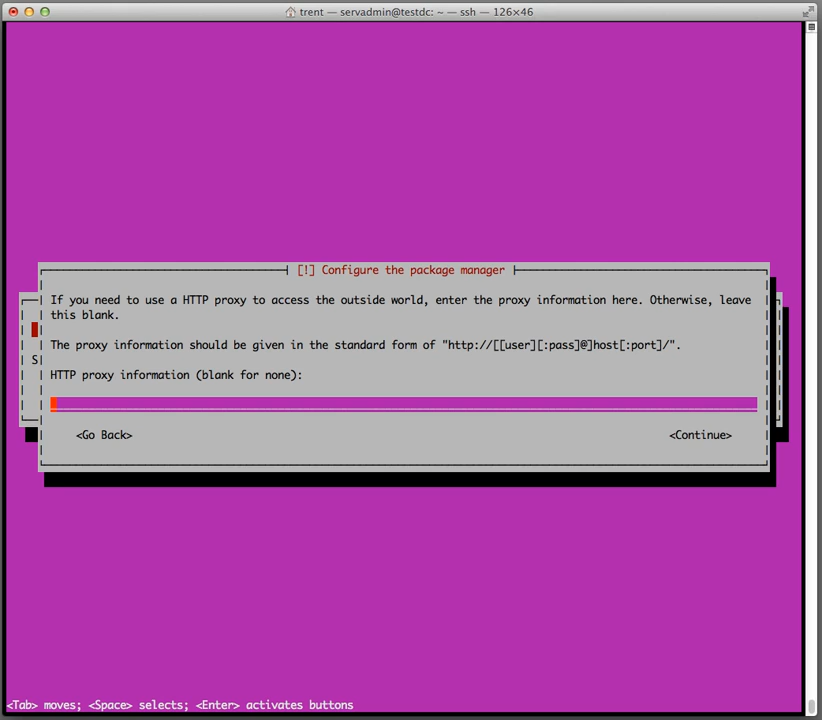 trent — servadmin@testdc: ~ — ssh — 126×46
[!] Configure the package manager
If you need to use a HTTP proxy to access the outside world, enter the proxy information here. Otherwise, leave
this blank.
The proxy information should be given in the standard form of "http://[[user][:pass]@]host[:port]/".
S
HTTP proxy information (blank for none):
<Go Back>
<Continue>
<Tab> moves; <Space> selects; <Enter> activates buttons